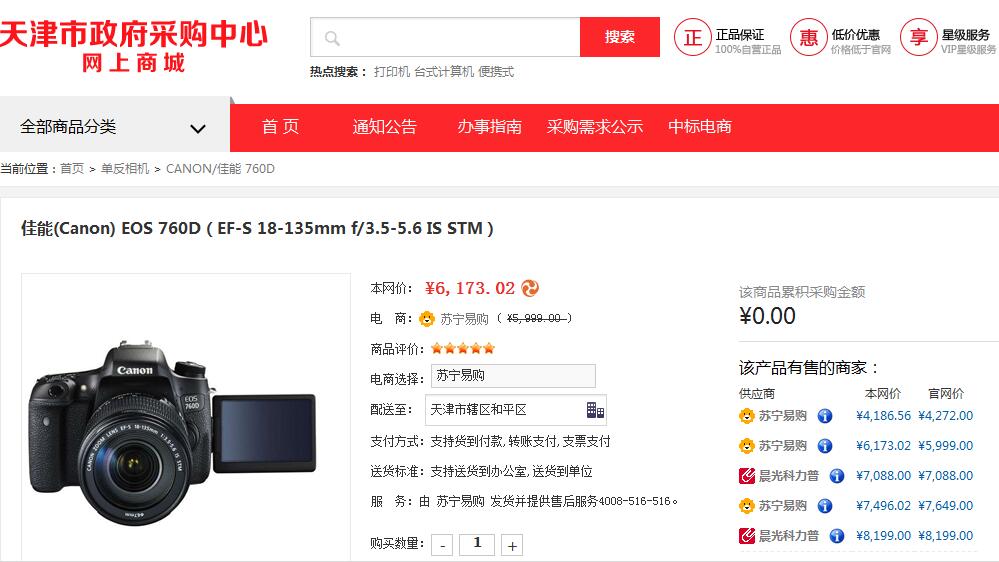 天津市政府采购中心
网上商城
搜索
正 正品保证
100%自营正品
惠 低价优惠
价格低于官网
享 星级服务
VIP星级服务
热点搜索： 打印机 台式计算机 便携式
全部商品分类
首 页 通知公告 办事指南 采购需求公示 中标电商
当前位置：首页 > 单反相机 > CANON/佳能 760D
佳能(Canon) EOS 760D ( EF-S 18-135mm f/3.5-5.6 IS STM )
Canon
EOS
760D
CANON ZOOM LENS EF-S 18-135mm 1:3.5-5.6 IS STM
ø67mm
本网价： ¥6,173.02
电 商： 苏宁易购 ( ¥5,999.00 )
商品评价：
电商选择： 苏宁易购
配送至： 天津市辖区和平区
支付方式： 支持货到付款, 转账支付, 支票支付
送货标准： 支持送货到办公室, 送货到单位
服 务： 由 苏宁易购 发货并提供售后服务4008-516-516。
购买数量： - 1 +
该商品累积采购金额
¥0.00
该产品有售的商家：
供应商 本网价 官网价
苏宁易购 ¥4,186.56 ¥4,272.00
苏宁易购 ¥6,173.02 ¥5,999.00
晨光科力普 ¥7,088.00 ¥7,088.00
苏宁易购 ¥7,496.02 ¥7,649.00
晨光科力普 ¥8,199.00 ¥8,199.00